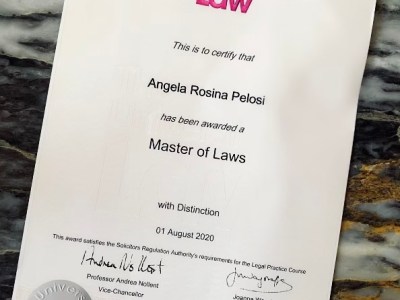 Law
This is to certify that
Angela Rosina Pelosi
has been awarded a
Master of Laws
with Distinction
01 August 2020
This award satisfies the Solicitors Regulation Authority's requirements for the Legal Practice Course
Professor Andrea Nollent
Vice-Chancellor
Joanna